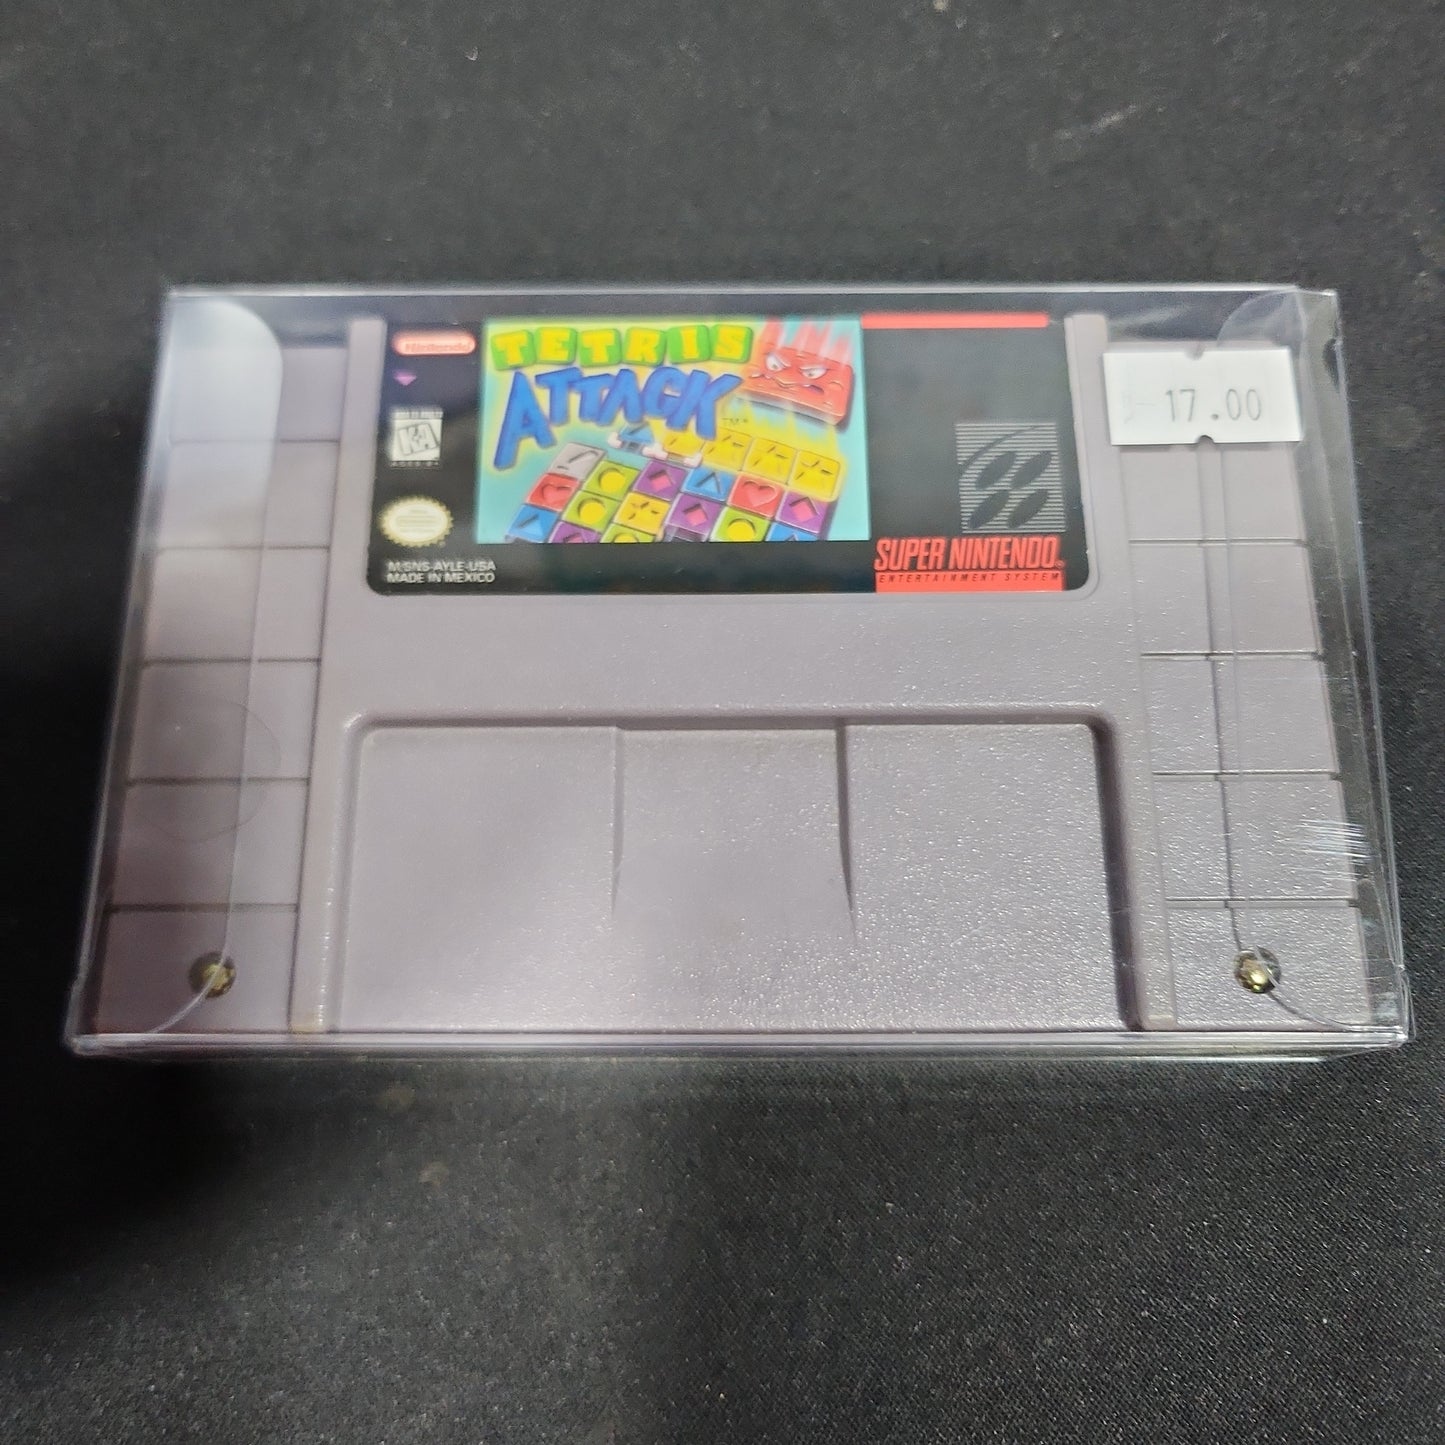 Nintendo
TETRIS
ATTACK
TM
17.00
K-A
M/SNS-AYLE-USA
MADE IN MEXICO
SUPER NINTENDO
ENTERTAINMENT SYSTEM